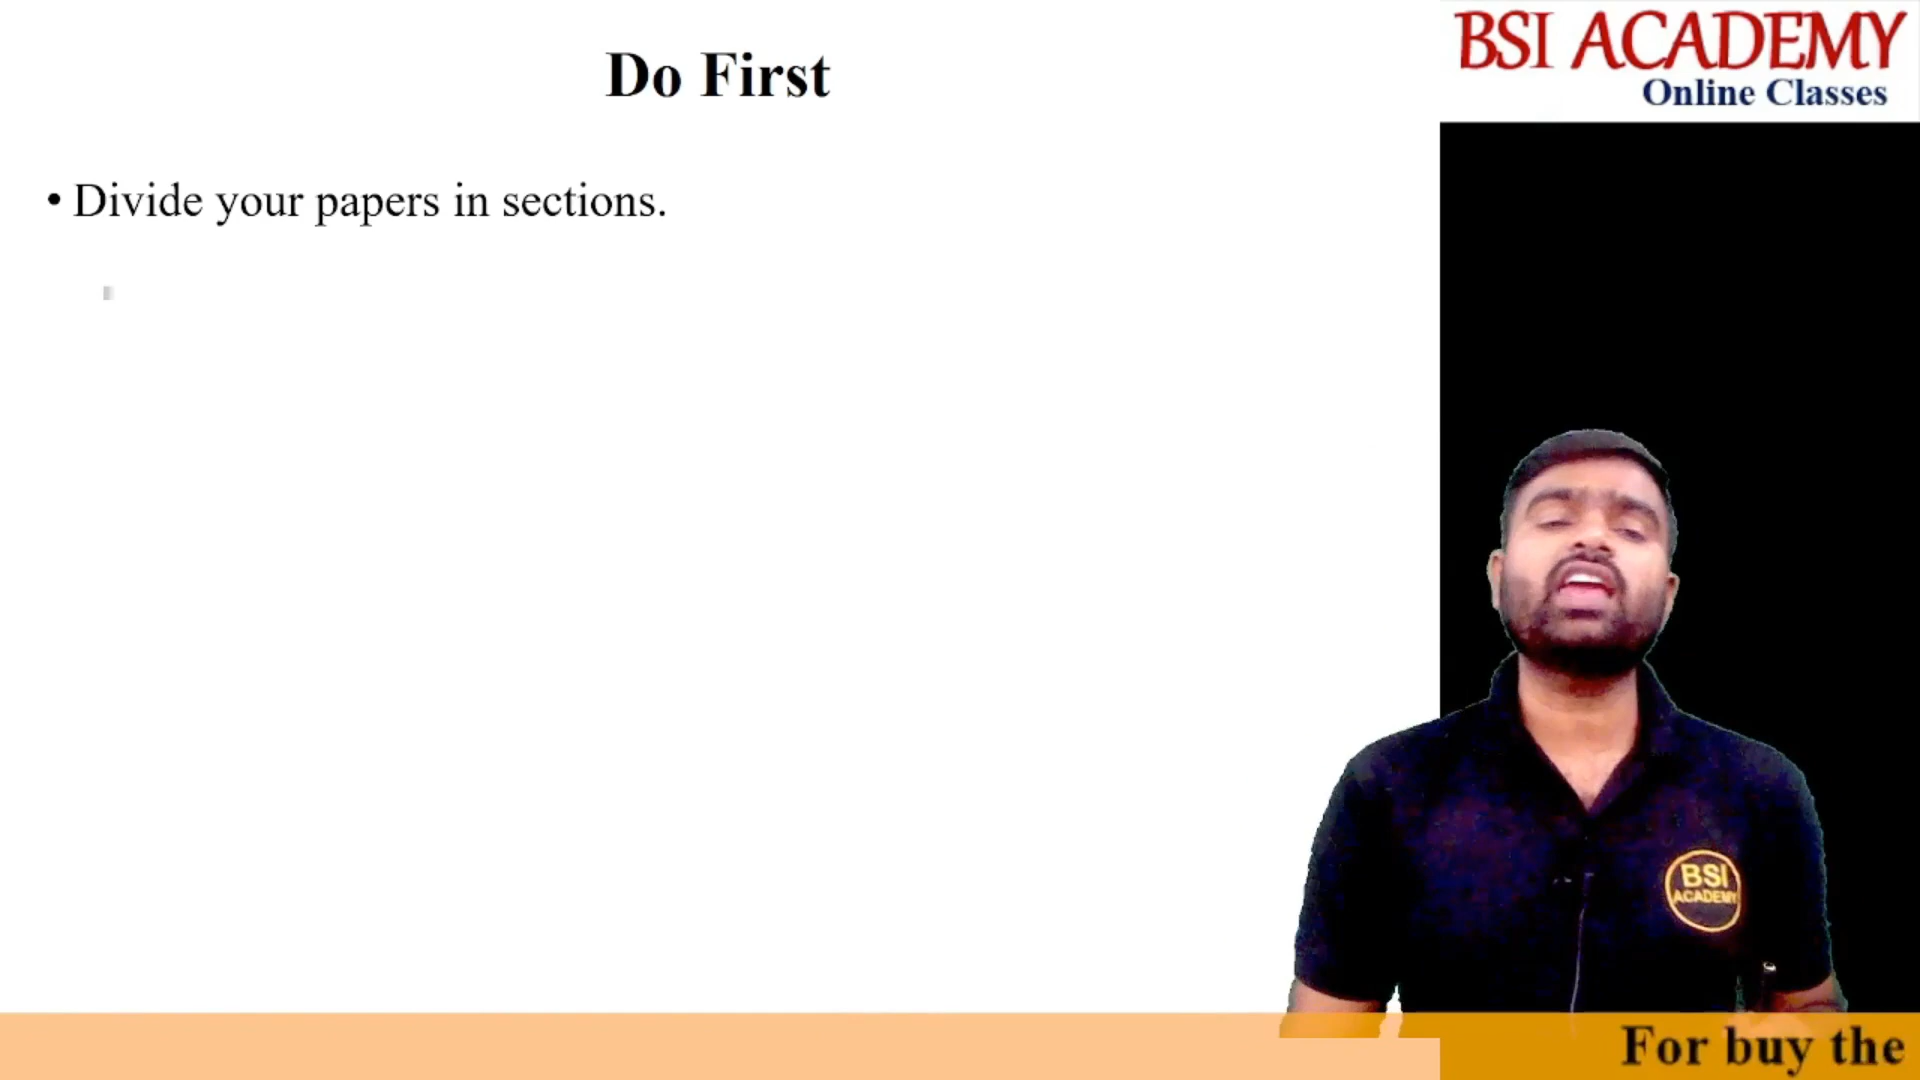 Do First
BSI ACADEMY
Online Classes
• Divide your papers in sections.
BSI
ACADEMY
For buy the